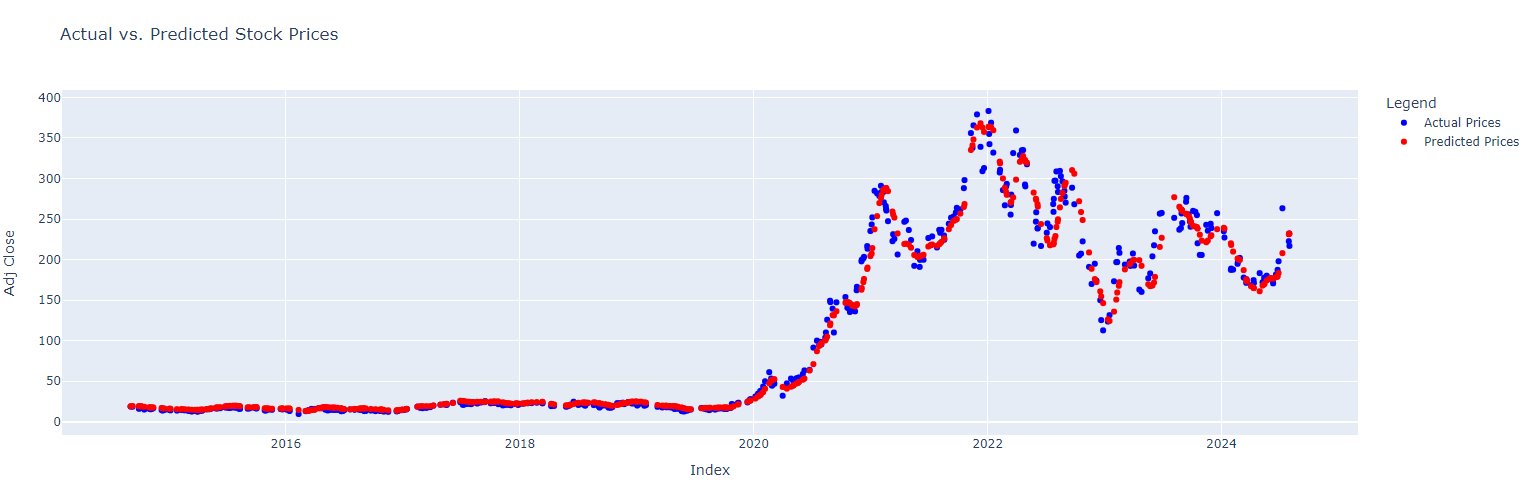 Actual vs. Predicted Stock Prices
Legend
Actual Prices
Predicted Prices
Adj Close
400
350
300
250
200
150
100
50
0
2016
2018
2020
2022
2024
Index